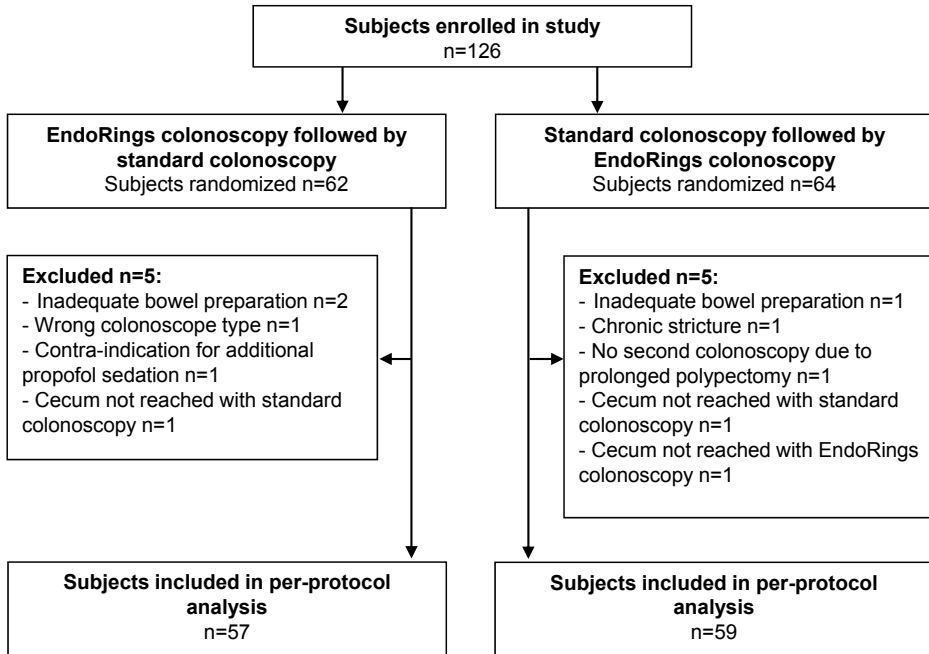 Subjects enrolled in study
n=126
EndoRings colonoscopy followed by
standard colonoscopy
Subjects randomized n=62
Standard colonoscopy followed by
EndoRings colonoscopy
Subjects randomized n=64
Excluded n=5:
- Inadequate bowel preparation n=2
- Wrong colonoscope type n=1
- Contra-indication for additional
propofol sedation n=1
- Cecum not reached with standard
colonoscopy n=1
Excluded n=5:
- Inadequate bowel preparation n=1
- Chronic stricture n=1
- No second colonoscopy due to
prolonged polypectomy n=1
- Cecum not reached with standard
colonoscopy n=1
- Cecum not reached with EndoRings
colonoscopy n=1
Subjects included in per-protocol
analysis
n=57
Subjects included in per-protocol
analysis
n=59